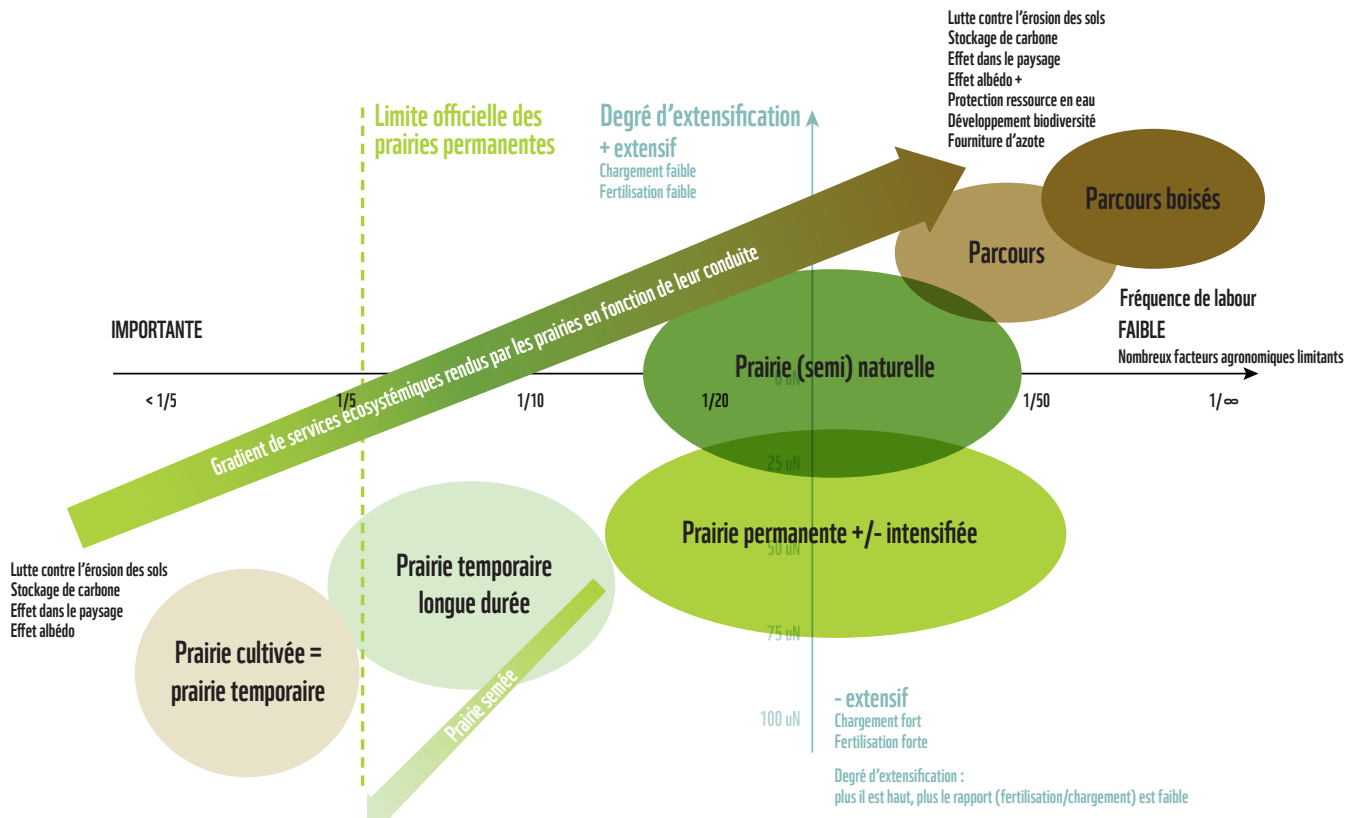 Lutte contre l'érosion des sols
Stockage de carbone
Effet dans le paysage
Effet albédo +
Protection ressource en eau
Développement biodiversité
Fourniture d'azote
Limite officielle des
prairies permanentes
Degré d'extensification
+ extensif
Chargement faible
Fertilisation faible
Parcours boisés
Parcours
Gradient de services écosystémiques rendus par les prairies en fonction de leur conduite
Fréquence de labour
FAIBLE
Nombreux facteurs agronomiques limitants
IMPORTANTE
Prairie (semi) naturelle
0 uN
< 1/5
1/5
1/10
1/20
1/50
1/ ∞
25 uN
Prairie permanente +/- intensifiée
50 uN
Prairie temporaire
longue durée
Lutte contre l'érosion des sols
Stockage de carbone
Effet dans le paysage
Effet albédo
75 uN
Prairie cultivée =
prairie temporaire
Prairie semée
100 uN
- extensif
Chargement fort
Fertilisation forte
Degré d'extensification :
plus il est haut, plus le rapport (fertilisation/chargement) est faible